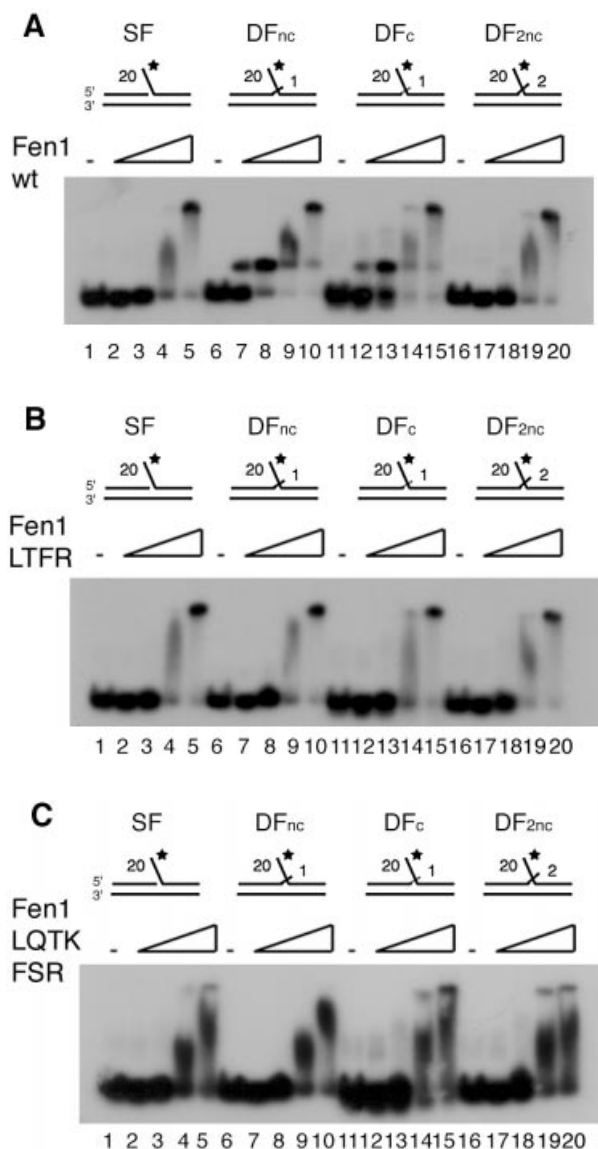 A
SF DFnc DFc DF2nc
20 20 1 20 1 20 2
5'
3'
Fen1
wt
- - - -
1 2 3 4 5 6 7 8 9 10 11 12 13 14 15 16 17 18 19 20
B
SF DFnc DFc DF2nc
20 20 1 20 1 20 2
5'
3'
Fen1
LTFR
- - - -
1 2 3 4 5 6 7 8 9 10 11 12 13 14 15 16 17 18 19 20
C
SF DFnc DFc DF2nc
20 20 1 20 1 20 2
5'
3'
Fen1
LQTK
FSR
- - - -
1 2 3 4 5 6 7 8 9 10 11 12 13 14 15 16 17 18 19 20